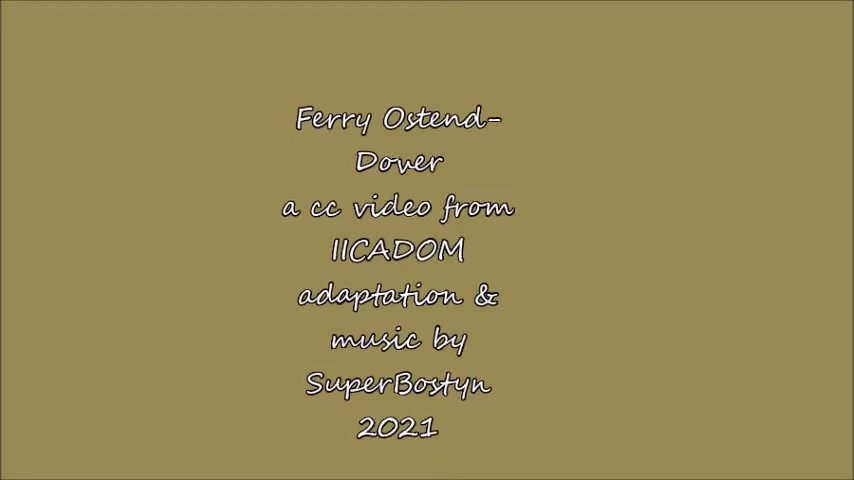 Ferry Ostend-
Dover
a cc video from
IICADOM
adaptation &
music by
SuperBostyn
2021